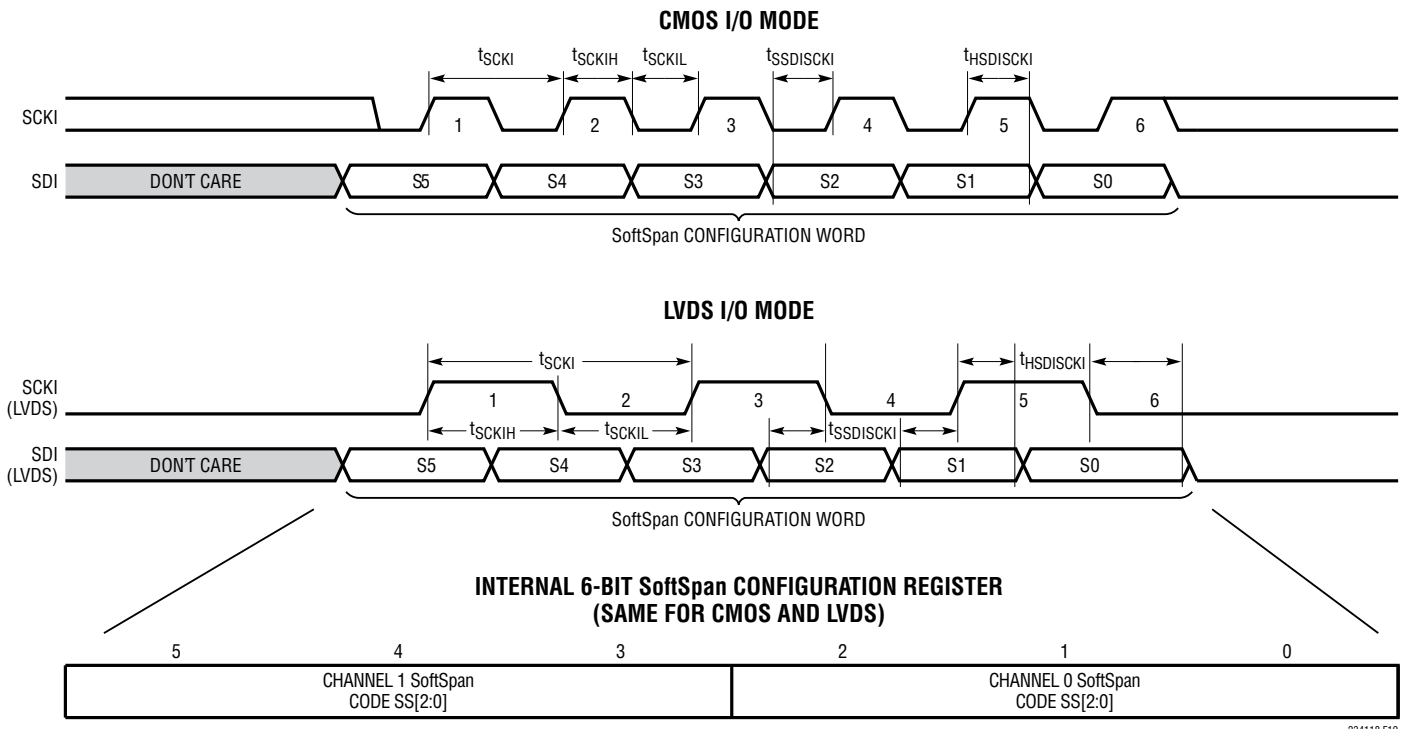 CMOS I/O MODE
tSCKI
tSCKIH
tSCKIL
tSSDISCKI
tHSDISCKI
SCKI
1
2
3
4
5
6
SDI
DON'T CARE
S5
S4
S3
S2
S1
S0
SoftSpan CONFIGURATION WORD
LVDS I/O MODE
tSCKI
tHSDISCKI
SCKI
(LVDS)
1
2
3
4
5
6
tSCKIH
tSCKIL
tSSDISCKI
SDI
(LVDS)
DON'T CARE
S5
S4
S3
S2
S1
S0
SoftSpan CONFIGURATION WORD
INTERNAL 6-BIT SoftSpan CONFIGURATION REGISTER
(SAME FOR CMOS AND LVDS)
5
4
3
2
1
0
CHANNEL 1 SoftSpan
CODE SS[2:0]
CHANNEL 0 SoftSpan
CODE SS[2:0]